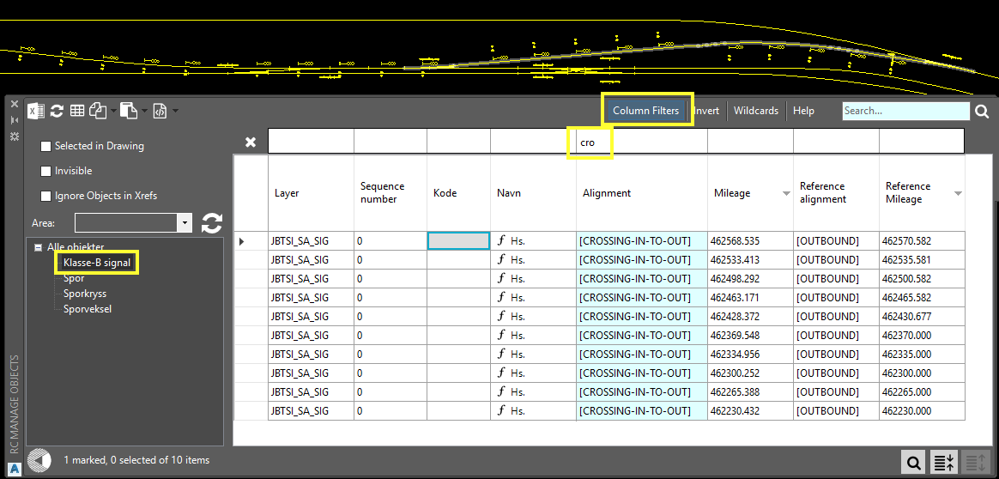 Column Filters Invert Wildcards Help Search...
Selected in Drawing
Invisible
Ignore Objects in Xrefs
Area:
Alle objekter
Klasse-B signal
Spor
Sporkryss
Sporveksel
cro
Layer Sequence number Kode Navn Alignment Mileage Reference alignment Reference Mileage
JBTSI_SA_SIG 0 ƒ Hs. [CROSSING-IN-TO-OUT] 462568.535 [OUTBOUND] 462570.582
JBTSI_SA_SIG 0 ƒ Hs. [CROSSING-IN-TO-OUT] 462533.413 [OUTBOUND] 462535.581
JBTSI_SA_SIG 0 ƒ Hs. [CROSSING-IN-TO-OUT] 462498.292 [OUTBOUND] 462500.582
JBTSI_SA_SIG 0 ƒ Hs. [CROSSING-IN-TO-OUT] 462463.171 [OUTBOUND] 462465.582
JBTSI_SA_SIG 0 ƒ Hs. [CROSSING-IN-TO-OUT] 462428.372 [OUTBOUND] 462430.677
JBTSI_SA_SIG 0 ƒ Hs. [CROSSING-IN-TO-OUT] 462369.548 [OUTBOUND] 462370.000
JBTSI_SA_SIG 0 ƒ Hs. [CROSSING-IN-TO-OUT] 462334.956 [OUTBOUND] 462335.000
JBTSI_SA_SIG 0 ƒ Hs. [CROSSING-IN-TO-OUT] 462300.252 [OUTBOUND] 462300.000
JBTSI_SA_SIG 0 ƒ Hs. [CROSSING-IN-TO-OUT] 462265.388 [OUTBOUND] 462265.000
JBTSI_SA_SIG 0 ƒ Hs. [CROSSING-IN-TO-OUT] 462230.432 [OUTBOUND] 462230.000
RC MANAGE OBJECTS
1 marked, 0 selected of 10 items